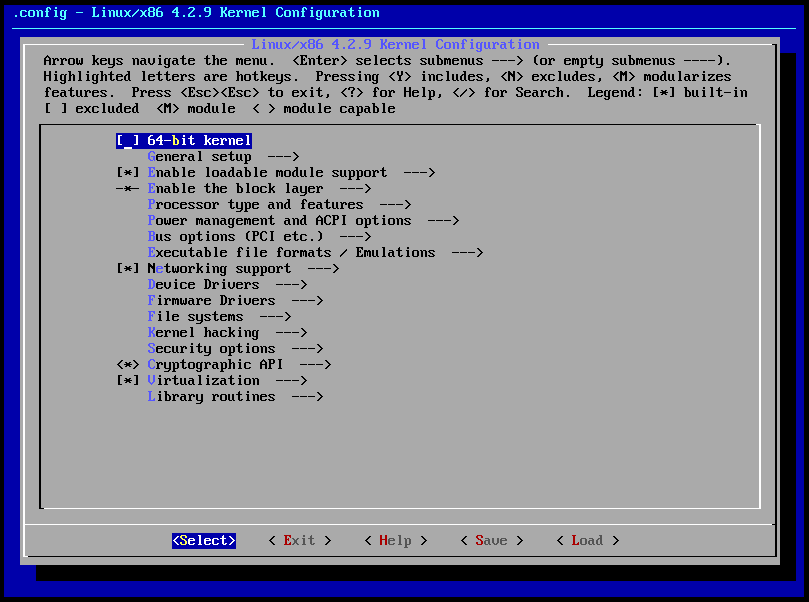 .config - Linux/x86 4.2.9 Kernel Configuration
Linux/x86 4.2.9 Kernel Configuration
Arrow keys navigate the menu.  <Enter> selects submenus ---> (or empty submenus ----).
Highlighted letters are hotkeys.  Pressing <Y> includes, <N> excludes, <M> modularizes
features.  Press <Esc><Esc> to exit, <?> for Help, </> for Search.  Legend: [*] built-in
[ ] excluded  <M> module  < > module capable
[ ] 64-bit kernel
General setup  --->
[*] Enable loadable module support  --->
-*- Enable the block layer  --->
Processor type and features  --->
Power management and ACPI options  --->
Bus options (PCI etc.)  --->
Executable file formats / Emulations  --->
[*] Networking support  --->
Device Drivers  --->
Firmware Drivers  --->
File systems  --->
Kernel hacking  --->
Security options  --->
<*> Cryptographic API  --->
[*] Virtualization  --->
Library routines  --->
<Select>    < Exit >    < Help >    < Save >    < Load >